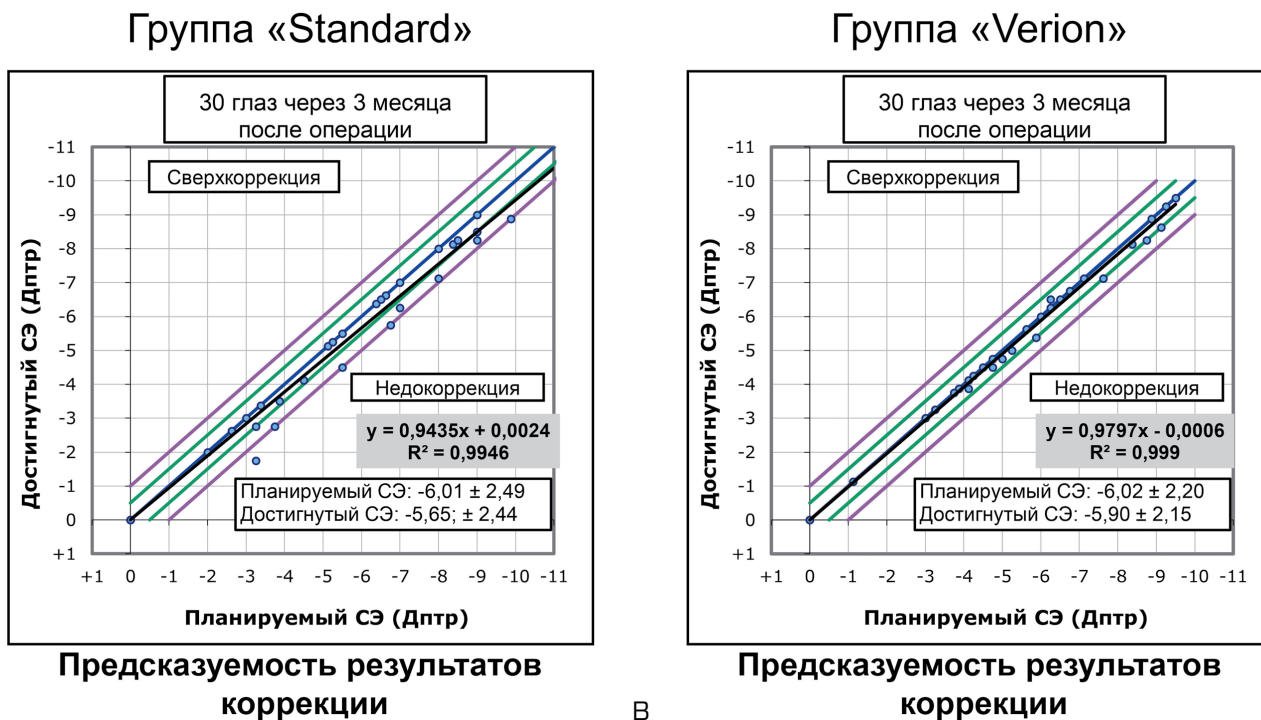 Группа «Standard»
30 глаз через 3 месяца
после операции
-11
-10
-9
-8
-7
-6
-5
-4
-3
-2
-1
0
+1
Достигнутый СЭ (Дптр)
Сверхкоррекция
Недокоррекция
y = 0,9435x + 0,0024
R² = 0,9946
Планируемый СЭ: -6,01 ± 2,49
Достигнутый СЭ: -5,65; ± 2,44
+1 0 -1 -2 -3 -4 -5 -6 -7 -8 -9 -10 -11
Планируемый СЭ (Дптр)
Предсказуемость результатов
коррекции
Группа «Verion»
30 глаз через 3 месяца
после операции
-11
-10
-9
-8
-7
-6
-5
-4
-3
-2
-1
0
+1
Достигнутый СЭ (Дптр)
Сверхкоррекция
Недокоррекция
y = 0,9797x - 0,0006
R² = 0,999
Планируемый СЭ: -6,02 ± 2,20
Достигнутый СЭ: -5,90 ± 2,15
+1 0 -1 -2 -3 -4 -5 -6 -7 -8 -9 -10 -11
Планируемый СЭ (Дптр)
Предсказуемость результатов
коррекции
В